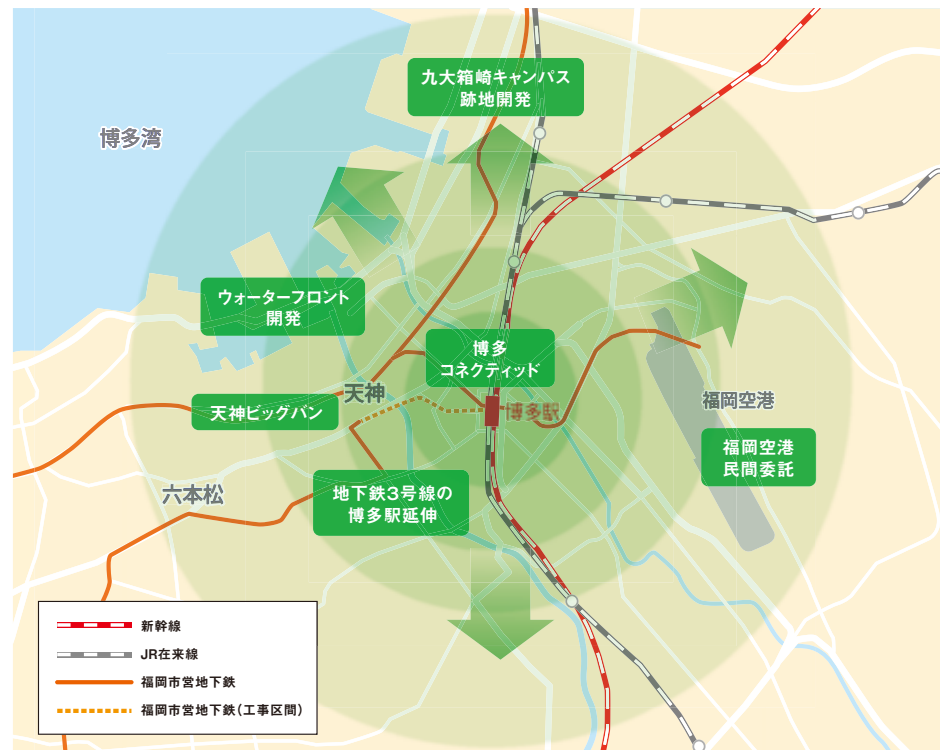 九大箱崎キャンパス
跡地開発
博多湾
ウォーターフロント
開発
博多
コネクティッド
天神
天神ビッグバン
博多駅
福岡空港
福岡空港
民間委託
六本松
地下鉄3号線の
博多駅延伸
新幹線
JR在来線
福岡市営地下鉄
福岡市営地下鉄(工事区間)